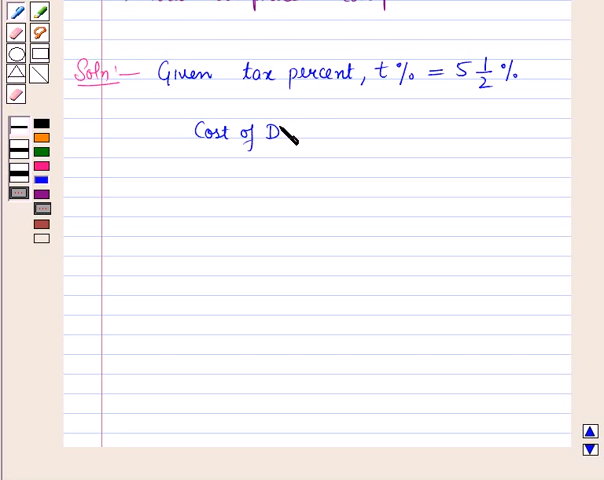 Soln:- Given tax percent, t% = 5 1/2 %
Cost of D